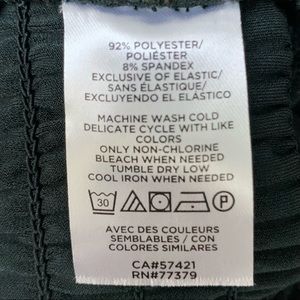 92% POLYESTER/
POLIÉSTER
8% SPANDEX
EXCLUSIVE OF ELASTIC/
SANS ÉLASTIQUE/
EXCLUYENDO EL ELÁSTICO
MACHINE WASH COLD
DELICATE CYCLE WITH LIKE
COLORS
ONLY NON-CHLORINE
BLEACH WHEN NEEDED
TUMBLE DRY LOW
COOL IRON WHEN NEEDED
30 P
AVEC DES COULEURS
SEMBLABLES / CON
COLORES SIMILARES
CA#57421
RN#77379